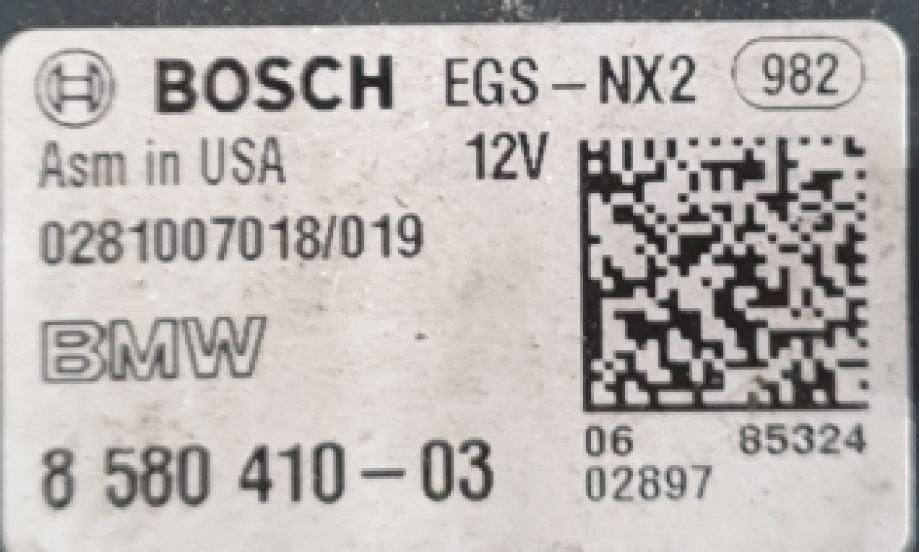 BOSCH EGS-NX2 982
Asm in USA 12V
0281007018/019
BMW
8 580 410-03
06 85324
02897